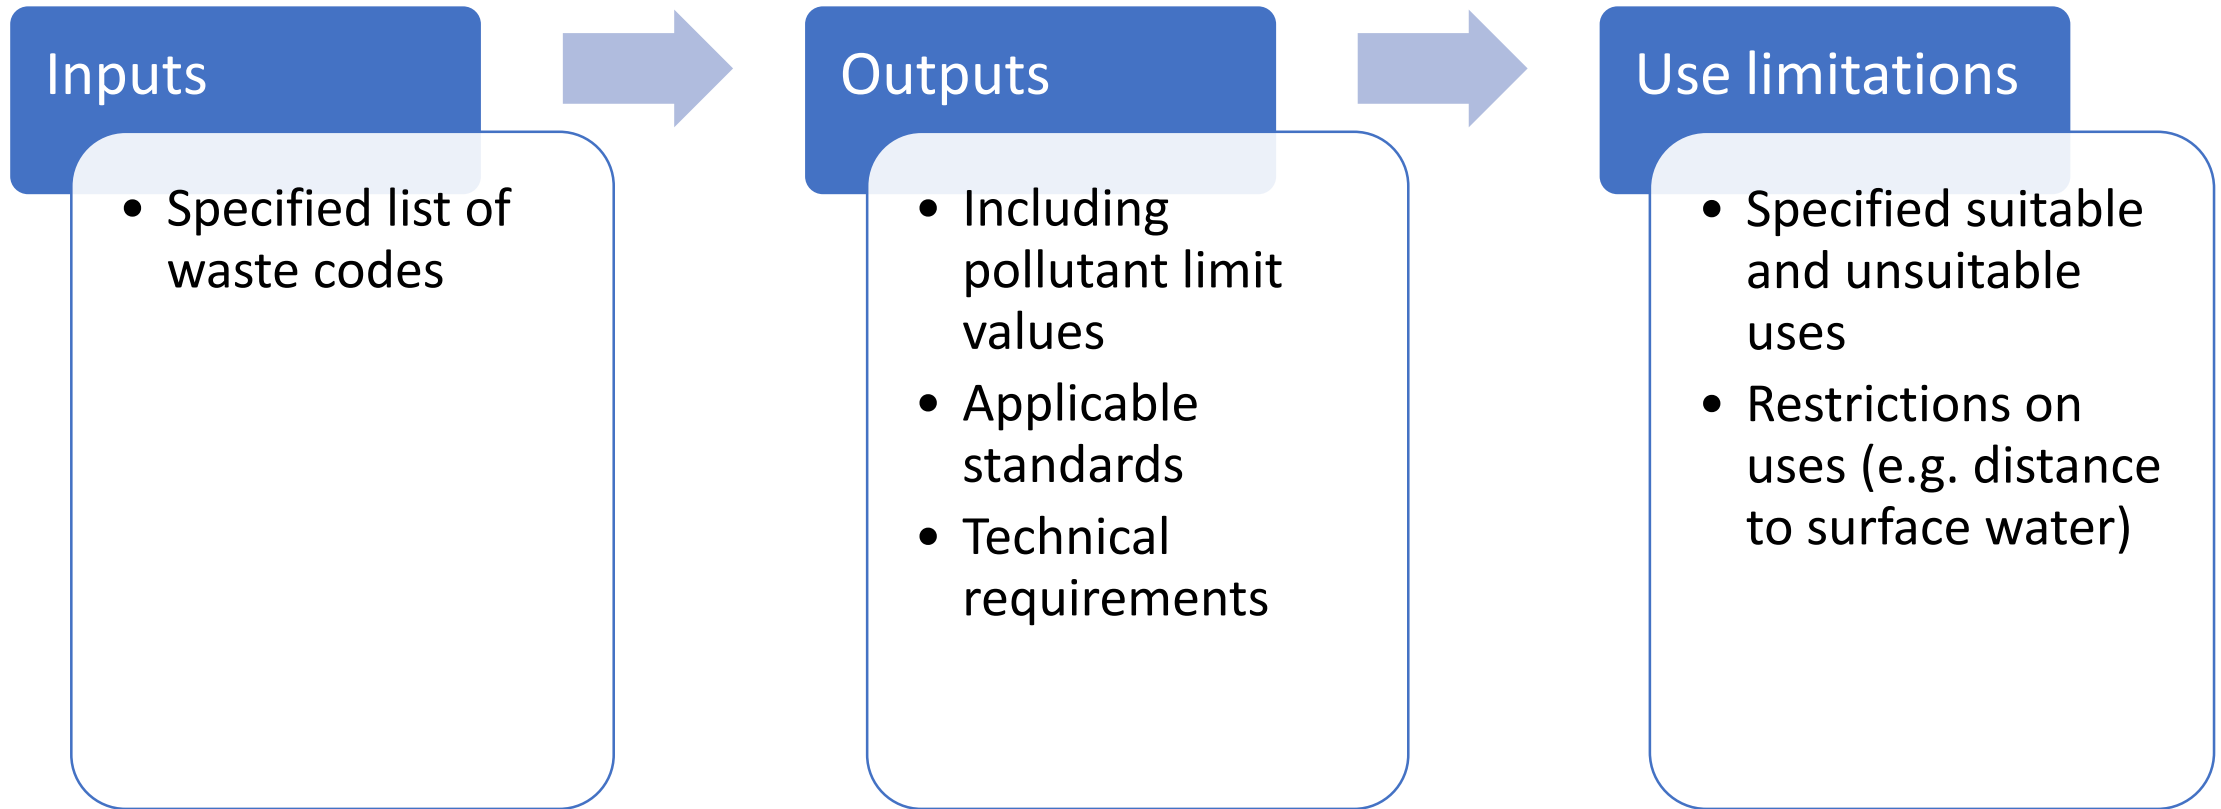 Inputs
• Specified list of
waste codes
Outputs
• Including
pollutant limit
values
• Applicable
standards
• Technical
requirements
Use limitations
• Specified suitable
and unsuitable
uses
• Restrictions on
uses (e.g. distance
to surface water)